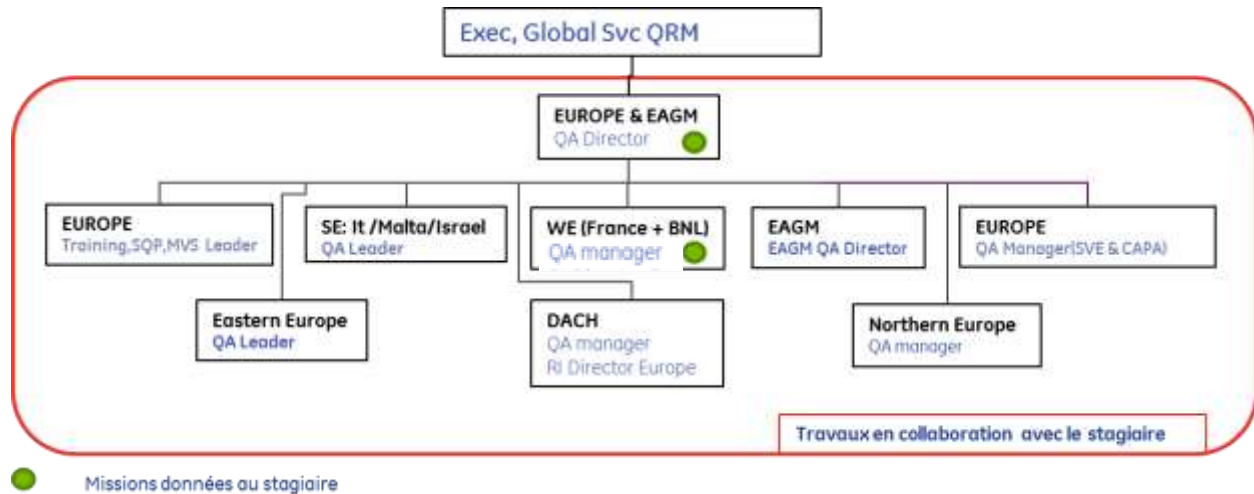 Exec, Global Svc QRM
EUROPE & EAGM
QA Director
EUROPE
Training,SQP,MVS Leader
SE: It /Malta/Israel
QA Leader
WE (France + BNL)
QA manager
EAGM
EAGM QA Director
EUROPE
QA Manager(SVE & CAPA)
Eastern Europe
QA Leader
DACH
QA manager
RI Director Europe
Northern Europe
QA manager
Travaux en collaboration avec le stagiaire
Missions données au stagiaire